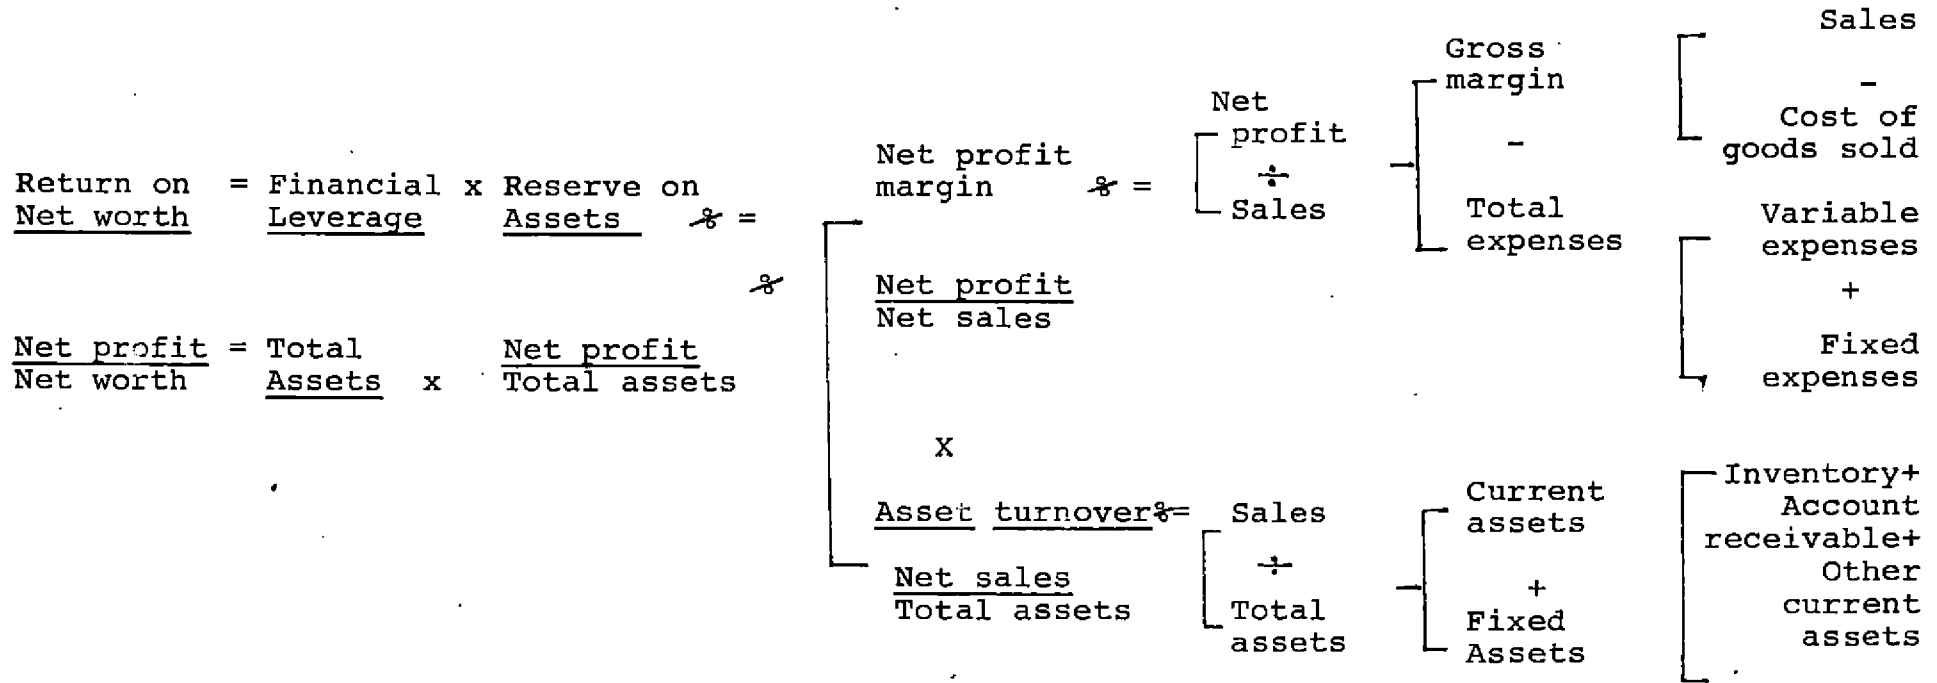 Return on = Financial x Reserve on
Net worth Leverage Assets % =
%
Net profit = Total Net profit
Net worth Assets x Total assets
Net profit
margin % =
Net profit
Net sales
X
Asset turnover%=
Net sales
Total assets
Net
profit
÷
Sales
Sales
÷
Total
assets
Gross
margin
-
Total
expenses
Current
assets
+
Fixed
Assets
Sales
-
Cost of
goods sold
Variable
expenses
+
Fixed
expenses
Inventory+
Account
receivable+
Other
current
assets